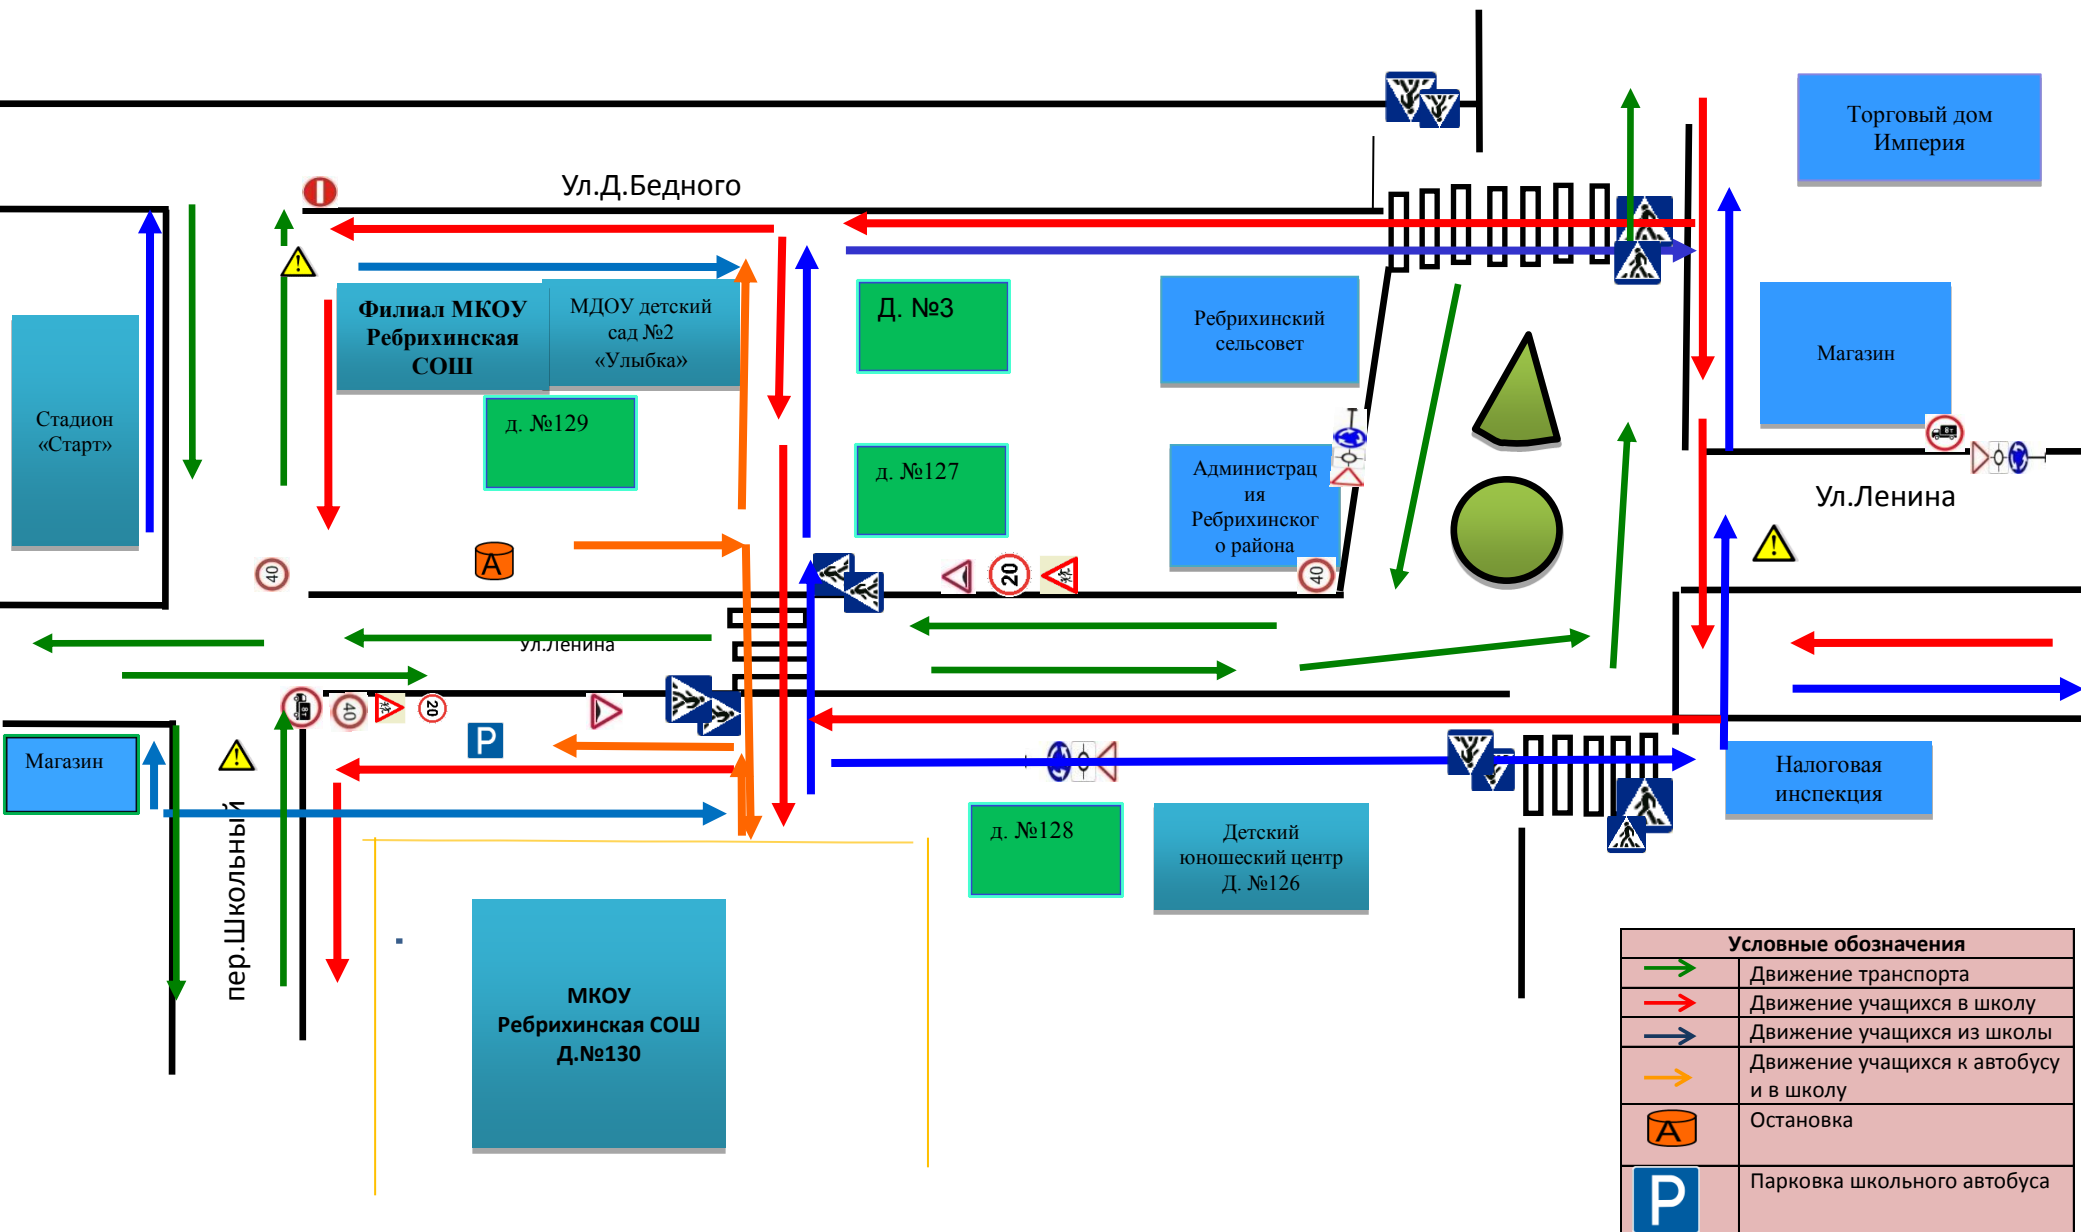 Торговый дом
Империя
Ул.Д.Бедного
Филиал МКОУ
Ребрихинская
СОШ
МДОУ детский
сад №2
«Улыбка»
Д. №3
Ребрихинский
сельсовет
Магазин
Стадион
«Старт»
д. №129
д. №127
Администрац
ия
Ребрихинског
о района
8т
Ул.Ленина
40
А
20
40
Ул.Ленина
8т
40
20
P
Магазин
Налоговая
инспекция
пер.Школьный
д. №128
Детский
юношеский центр
Д. №126
МКОУ
Ребрихинская СОШ
Д.№130
Условные обозначения
Движение транспорта
Движение учащихся в школу
Движение учащихся из школы
Движение учащихся к автобусу
и в школу
А
Остановка
P
Парковка школьного автобуса